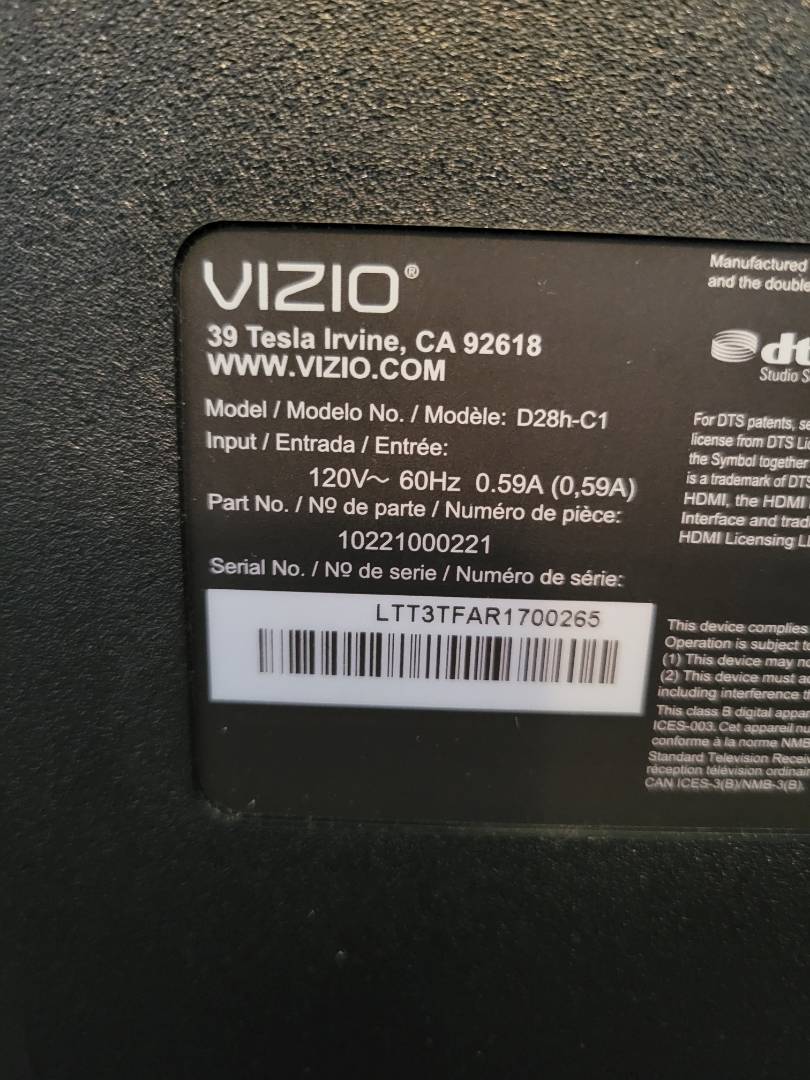 VIZIO®
39 Tesla Irvine, CA 92618
WWW.VIZIO.COM
Model / Modelo No. / Modèle: D28h-C1
Input / Entrada / Entrée:
120V～ 60Hz 0.59A (0,59A)
Part No. / Nº de parte / Numéro de pièce:
10221000221
Serial No. / Nº de serie / Numéro de série:
LTT3TFAR1700265
Manufactured
and the double
dt
Studio S
For DTS patents, se
license from DTS Li
the Symbol together
is a trademark of DTS
HDMI, the HDMI
Interface and trad
HDMI Licensing LL
This device complies
Operation is subject to
(1) This device may no
(2) This device must ac
including interference t
This class B digital appar
ICES-003. Cet appareil nu
conforme à la norme NMB
Standard Television Recei
réception télévision ordinair
CAN ICES-3(B)/NMB-3(B)